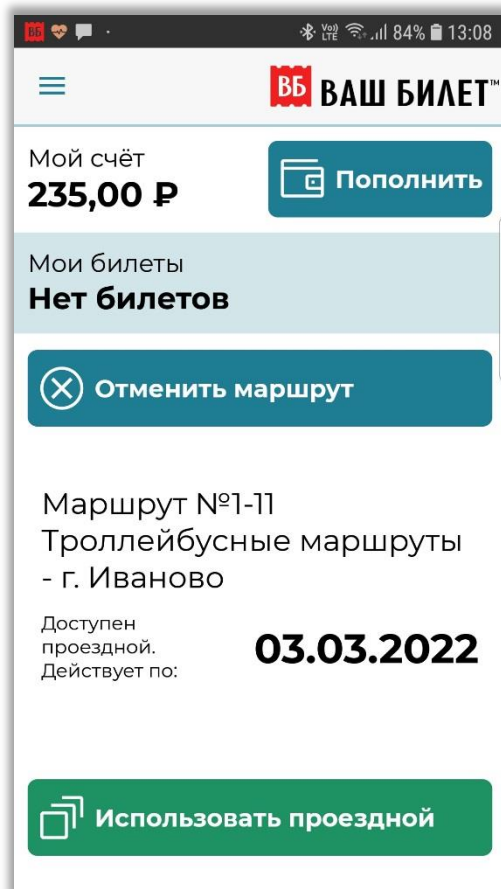 ВБ
84% 13:08
ВБ ВАШ БИЛЕТ™
Мой счёт
235,00 ₽
Пополнить
Мои билеты
Нет билетов
Отменить маршрут
Маршрут №1-11
Троллейбусные маршруты
- г. Иваново
Доступен
проездной.
Действует по:
03.03.2022
Использовать проездной